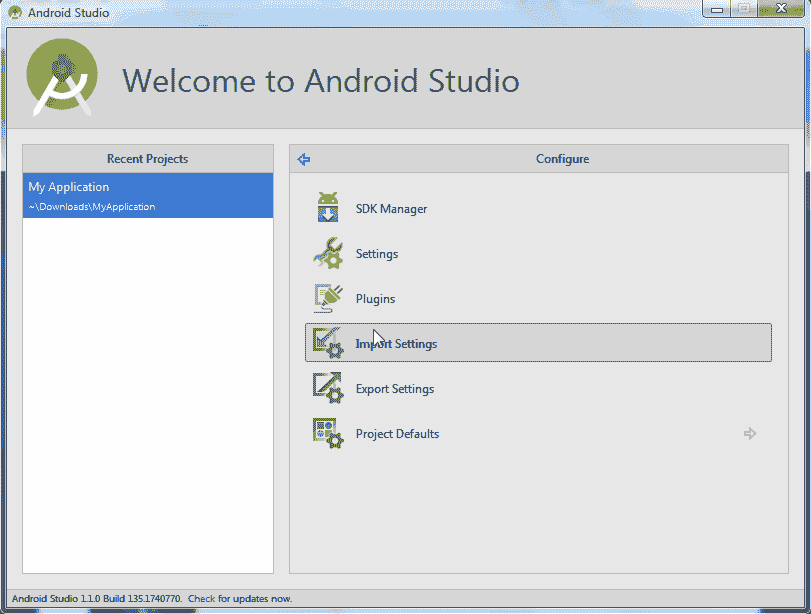 Android Studio
Welcome to Android Studio
Recent Projects
My Application
~\Downloads\MyApplication
Configure
SDK Manager
Settings
Plugins
Import Settings
Export Settings
Project Defaults
Android Studio 1.1.0 Build 135.1740770. Check for updates now.